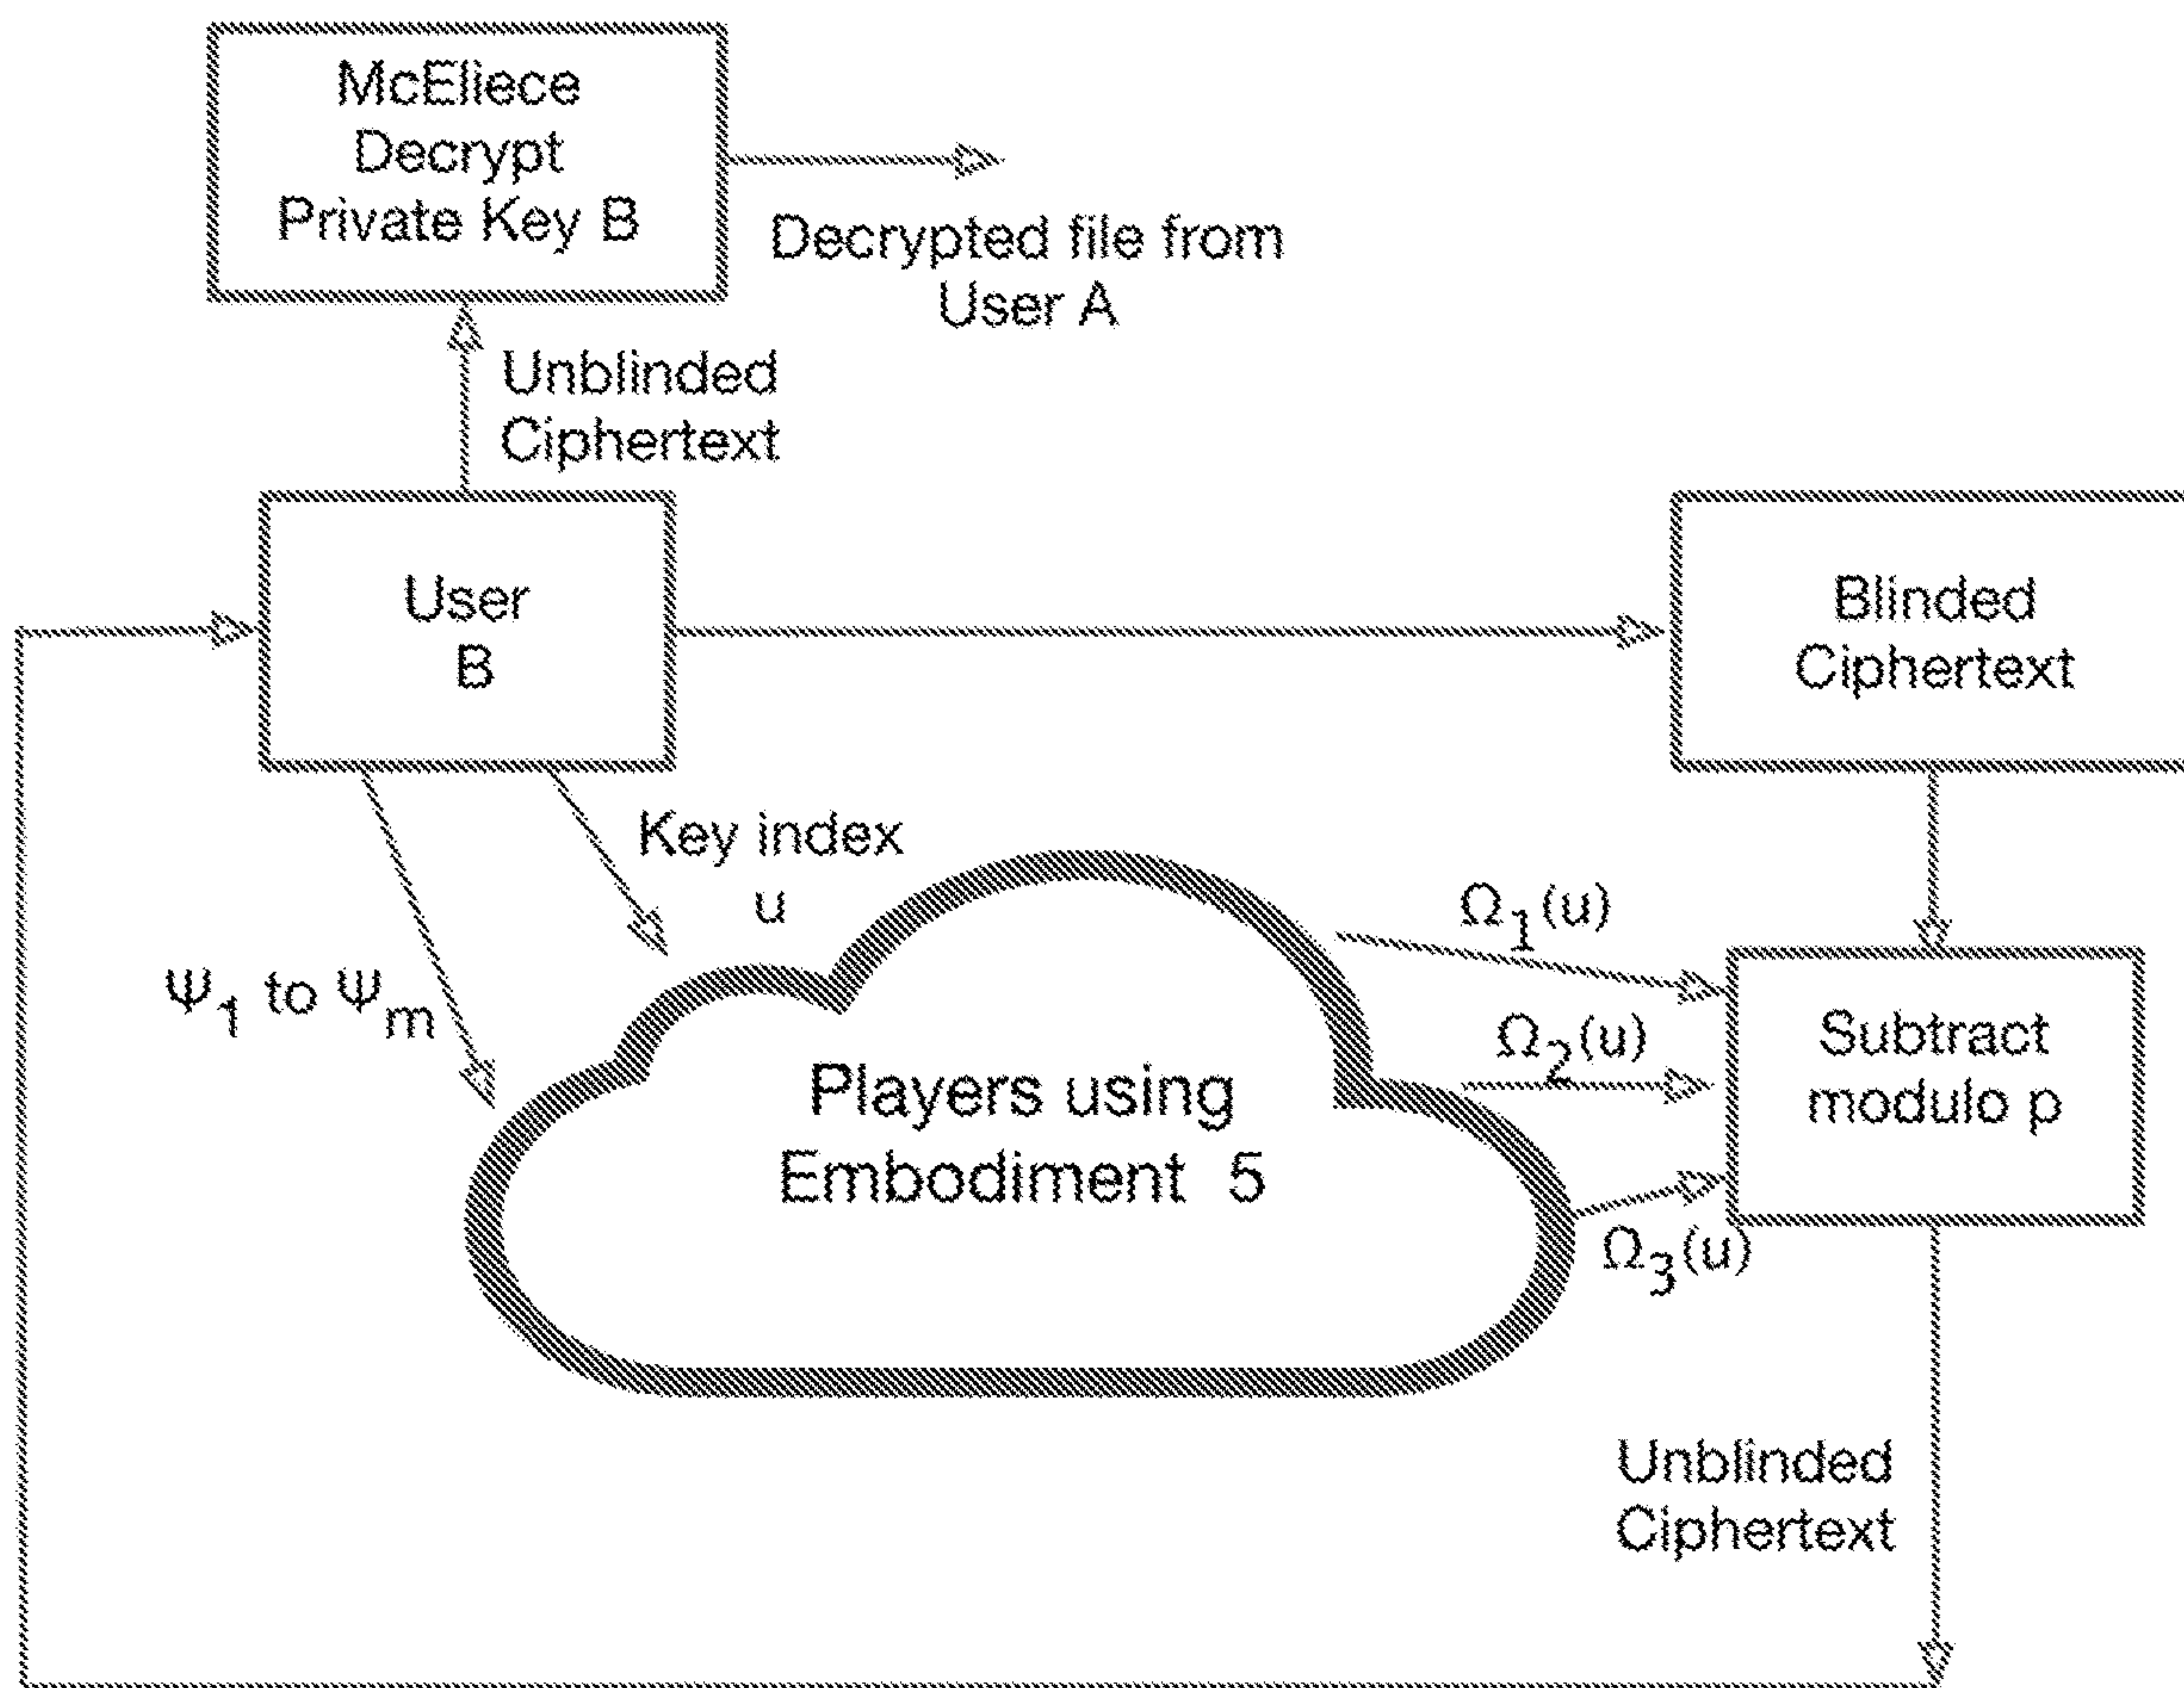 McEliece
Decrypt
Private Key B
Decrypted file from
User A
Unblinded
Ciphertext
User
B
Blinded
Ciphertext
Key index
u
Ψ1 to Ψm
Ω1(u)
Ω2(u)
Ω3(u)
Players using
Embodiment 5
Subtract
modulo p
Unblinded
Ciphertext